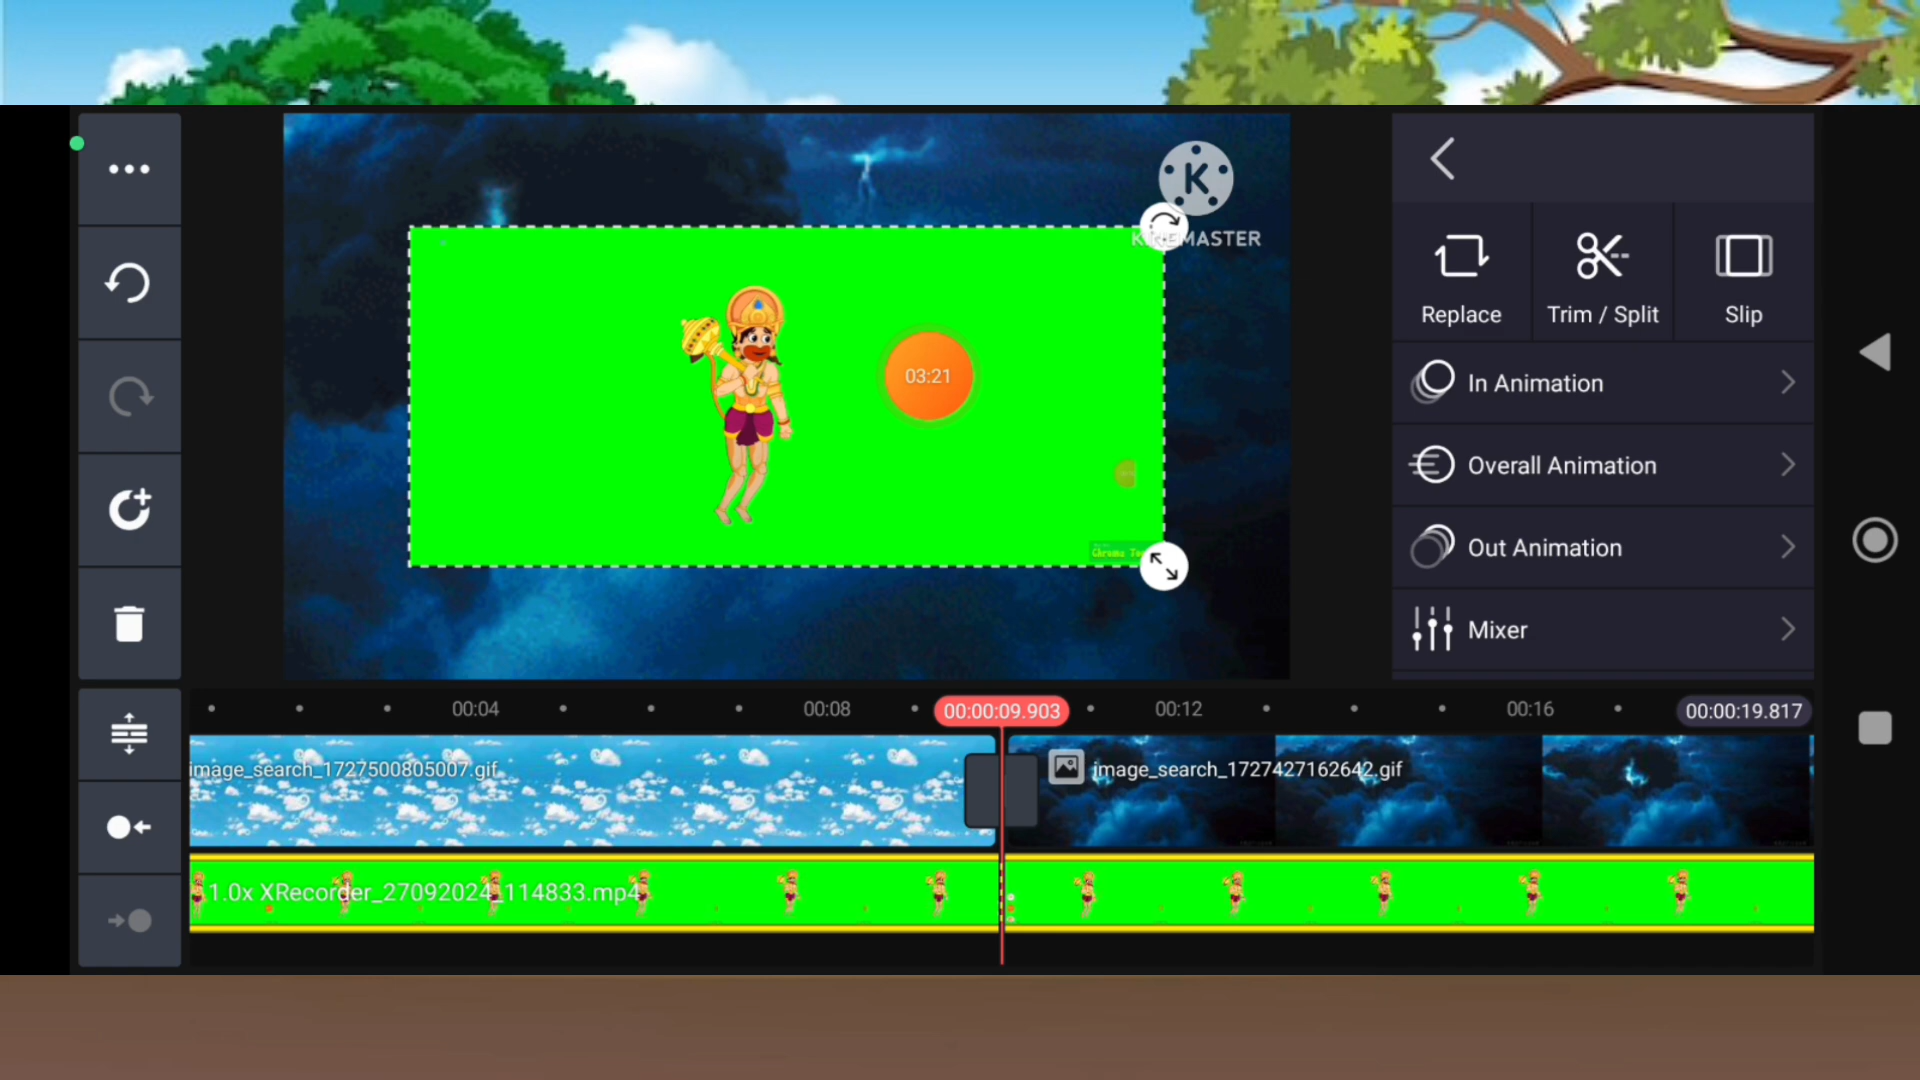 K
KINEMASTER
03:21
Chroma
Replace
Trim / Split
Slip
In Animation
Overall Animation
Out Animation
Mixer
00:04
00:08
00:00:09.903
00:12
00:16
00:00:19.817
image_search_1727500805007.gif
image_search_1727427162642.gif
1.0x XRecorder_27092024_114833.mp4